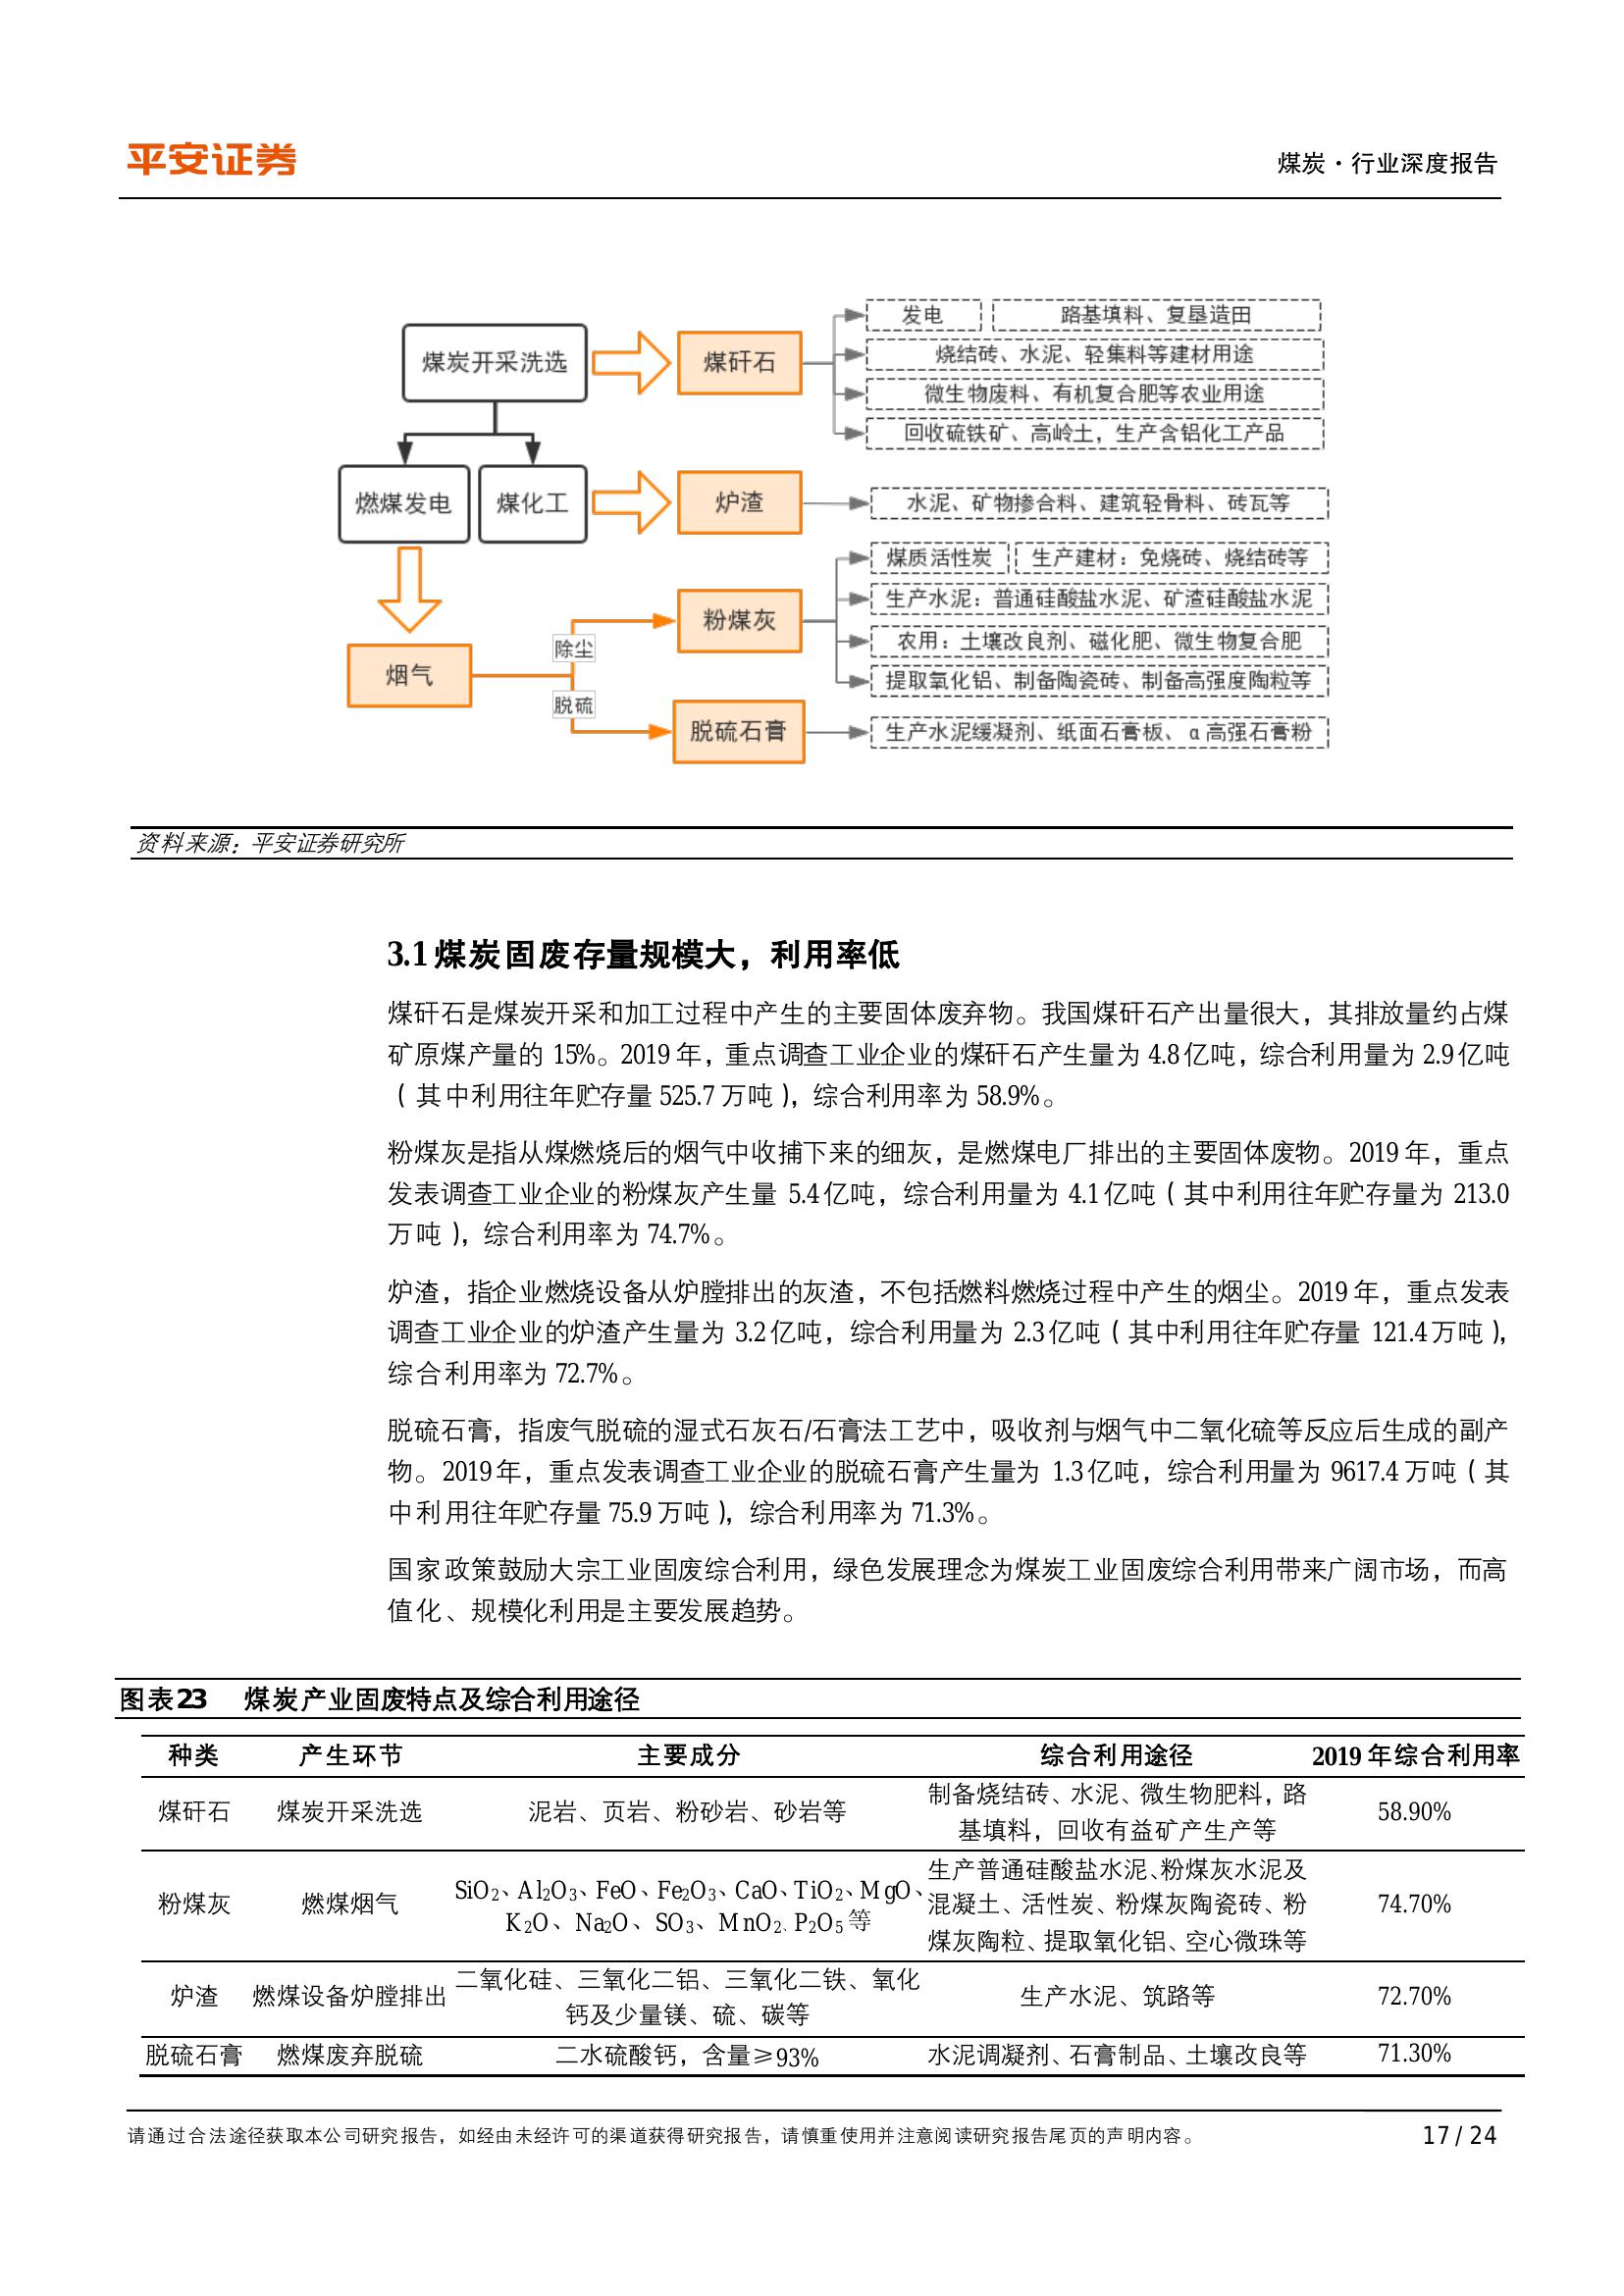 平安证券
煤炭·行业深度报告
煤炭开采洗选
煤矸石
发电
路基填料、复垦造田
烧结砖、水泥、轻集料等建材用途
微生物废料、有机复合肥等农业用途
回收硫铁矿、高岭土，生产含铝化工产品
燃煤发电
煤化工
炉渣
水泥、矿物掺合料、建筑轻骨料、砖瓦等
烟气
除尘
脱硫
粉煤灰
煤质活性炭
生产建材：免烧砖、烧结砖等
生产水泥：普通硅酸盐水泥、矿渣硅酸盐水泥
农用：土壤改良剂、磁化肥、微生物复合肥
提取氧化铝、制备陶瓷砖、制备高强度陶粒等
脱硫石膏
生产水泥缓凝剂、纸面石膏板、α高强石膏粉
资料来源：平安证券研究所
3.1 煤炭固废存量规模大，利用率低
煤矸石是煤炭开采和加工过程中产生的主要固体废弃物。我国煤矸石产出量很大，其排放量约占煤
矿原煤产量的 15%。2019 年，重点调查工业企业的煤矸石产生量为 4.8 亿吨，综合利用量为 2.9 亿吨
（其中利用往年贮存量 525.7 万吨），综合利用率为 58.9%。
粉煤灰是指从煤燃烧后的烟气中收捕下来的细灰，是燃煤电厂排出的主要固体废物。2019 年，重点
发表调查工业企业的粉煤灰产生量 5.4 亿吨，综合利用量为 4.1 亿吨（其中利用往年贮存量为 213.0
万吨），综合利用率为 74.7%。
炉渣，指企业燃烧设备从炉膛排出的灰渣，不包括燃料燃烧过程中产生的烟尘。2019 年，重点发表
调查工业企业的炉渣产生量为 3.2 亿吨，综合利用量为 2.3 亿吨（其中利用往年贮存量 121.4 万吨），
综合利用率为 72.7%。
脱硫石膏，指废气脱硫的湿式石灰石/石膏法工艺中，吸收剂与烟气中二氧化硫等反应后生成的副产
物。2019 年，重点发表调查工业企业的脱硫石膏产生量为 1.3 亿吨，综合利用量为 9617.4 万吨（其
中利用往年贮存量 75.9 万吨），综合利用率为 71.3%。
国家政策鼓励大宗工业固废综合利用，绿色发展理念为煤炭工业固废综合利用带来广阔市场，而高
值化、规模化利用是主要发展趋势。
图表23 煤炭产业固废特点及综合利用途径
种类 产生环节 主要成分 综合利用途径 2019 年综合利用率
煤矸石 煤炭开采洗选 泥岩、页岩、粉砂岩、砂岩等 制备烧结砖、水泥、微生物肥料，路
基填料，回收有益矿产生产等 58.90%
粉煤灰 燃煤烟气 SiO₂、Al₂O₃、FeO、Fe₂O₃、CaO、TiO₂、MgO、
K₂O、Na₂O、SO₃、MnO₂、P₂O₅ 等
生产普通硅酸盐水泥、粉煤灰水泥及
混凝土、活性炭、粉煤灰陶瓷砖、粉
煤灰陶粒、提取氧化铝、空心微珠等 74.70%
炉渣 燃煤设备炉膛排出 二氧化硅、三氧化二铝、三氧化二铁、氧化
钙及少量镁、硫、碳等 生产水泥、筑路等 72.70%
脱硫石膏 燃煤废弃脱硫 二水硫酸钙，含量≥93% 水泥调凝剂、石膏制品、土壤改良等 71.30%
请通过合法途径获取本公司研究报告，如经由未经许可的渠道获得研究报告，请慎重使用并注意阅读研究报告尾页的声明内容。
17 / 24